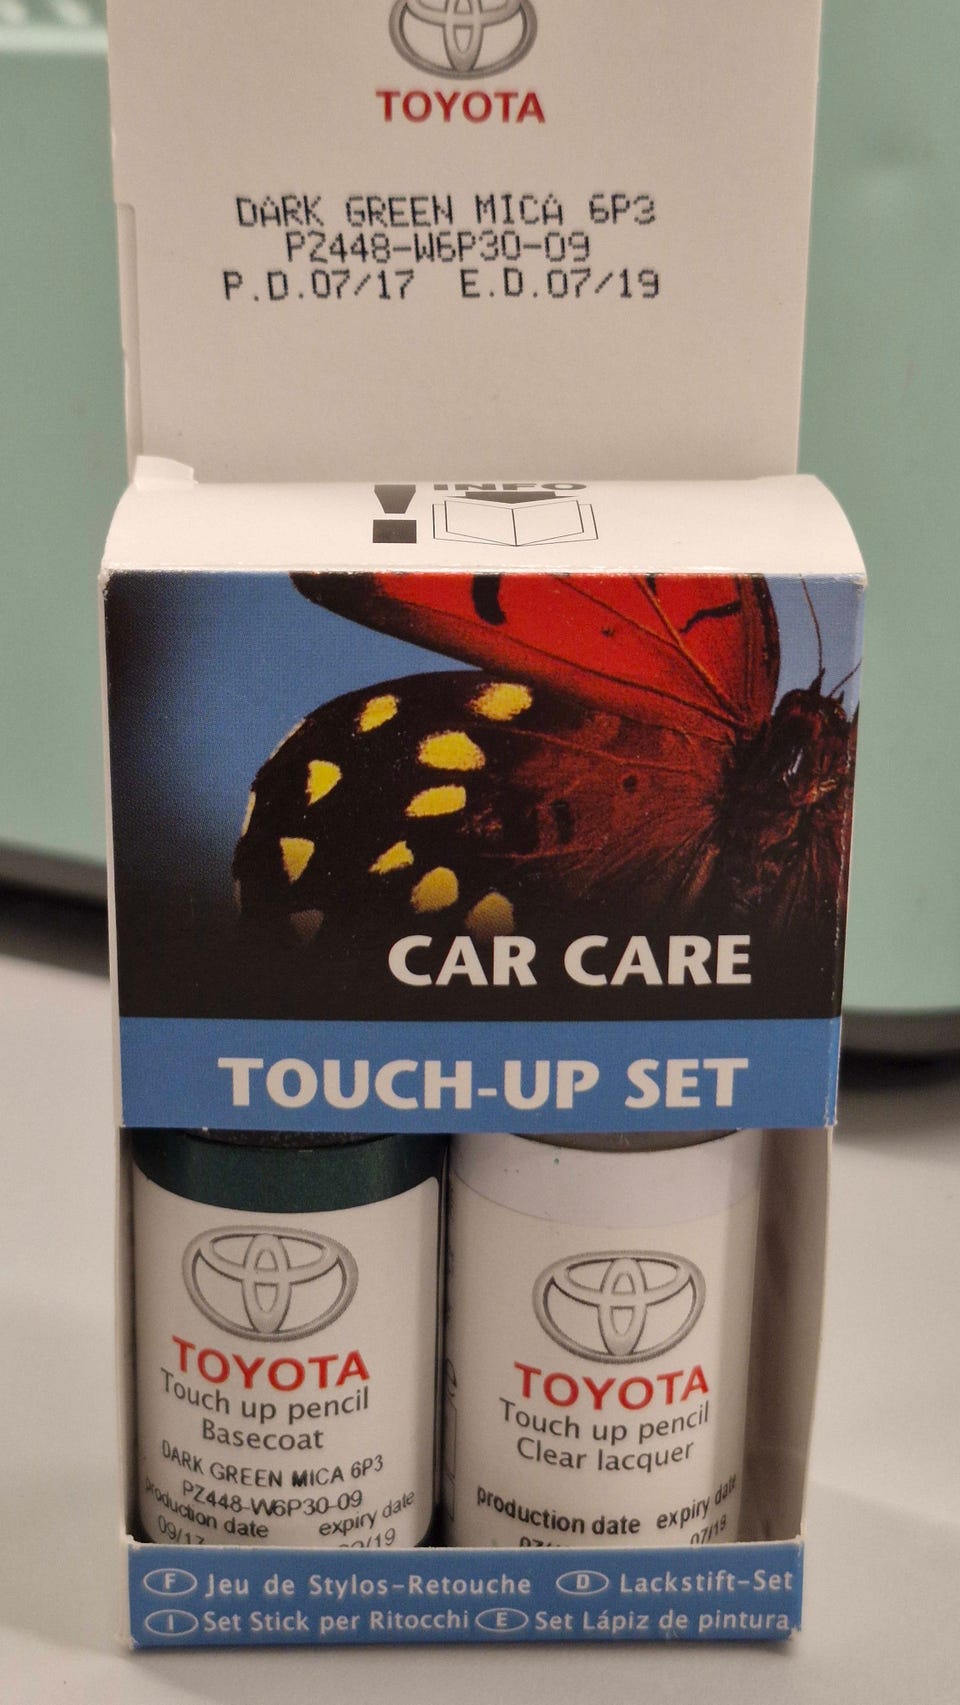 TOYOTA
DARK GREEN MICA 6P3
PZ448-W6P30-09
P.D.07/17 E.D.07/19
INFO
CAR CARE
TOUCH-UP SET
TOYOTA
Touch up pencil
Basecoat
DARK GREEN MICA 6P3
PZ448-W6P30-09
production date expiry date
09/17
TOYOTA
Touch up pencil
Clear lacquer
production date expiry date
07/19
F Jeu de Stylos-Retouche D Lackstift-Set
I Set Stick per Ritocchi E Set Lápiz de pintura